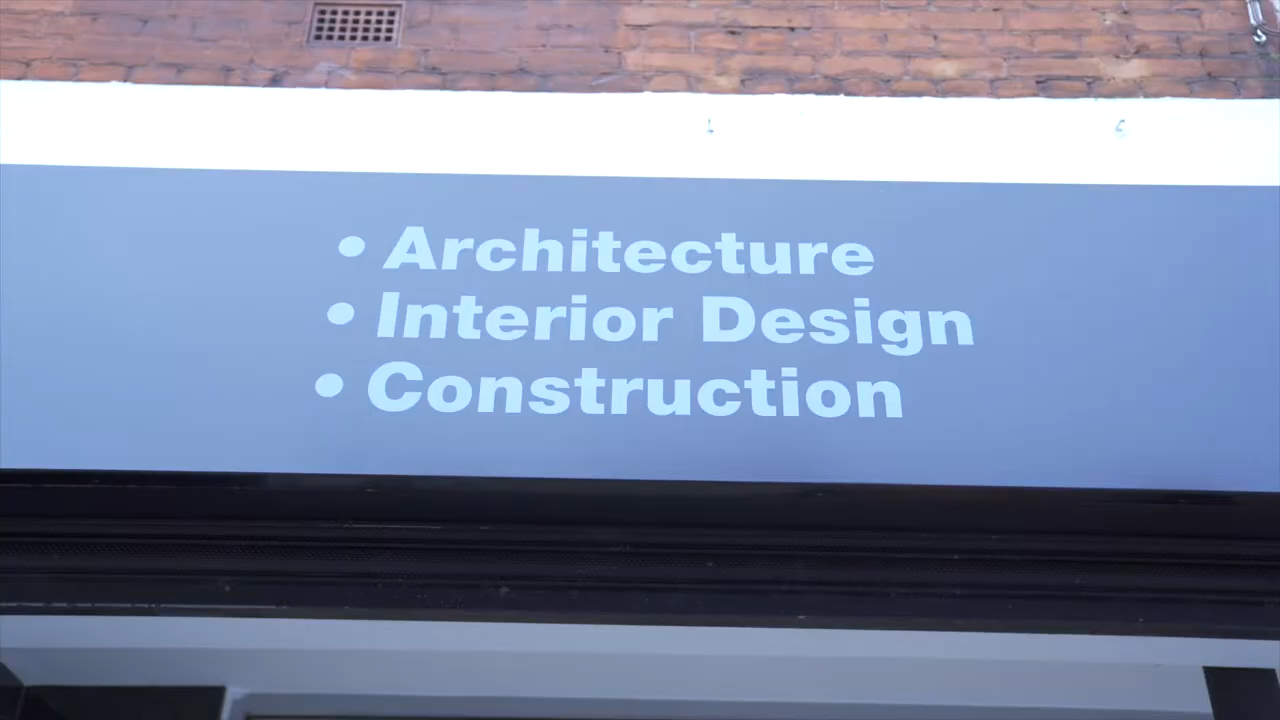 • Architecture
• Interior Design
• Construction